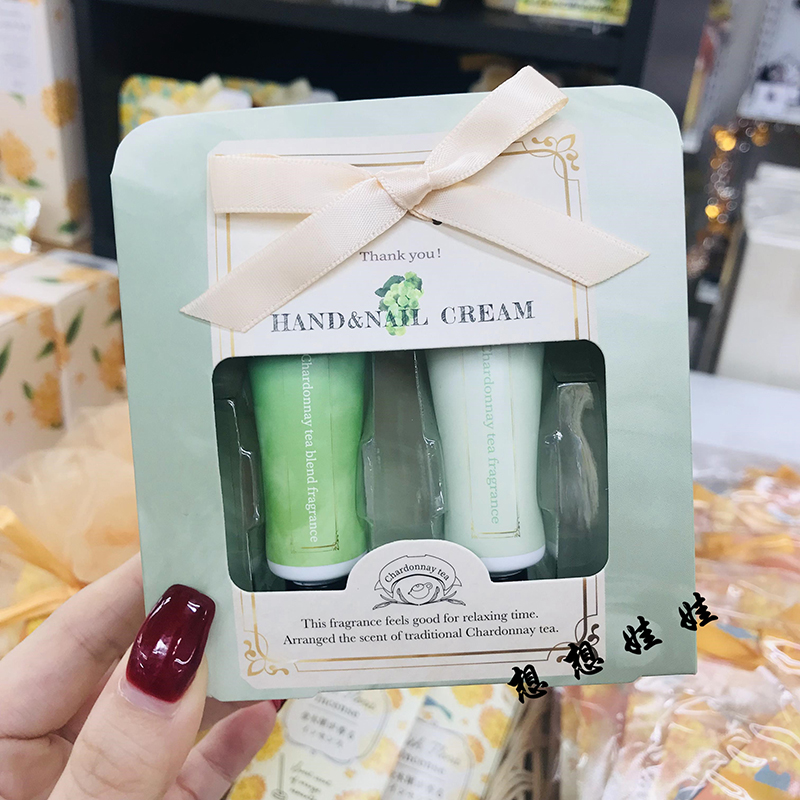 Thank you!
HAND&NAIL CREAM
Chardonnay tea blend fragrance
Chardonnay tea fragrance
Chardonnay tea
This fragrance feels good for relaxing time.
Arranged the scent of traditional Chardonnay tea.
想想娃娃